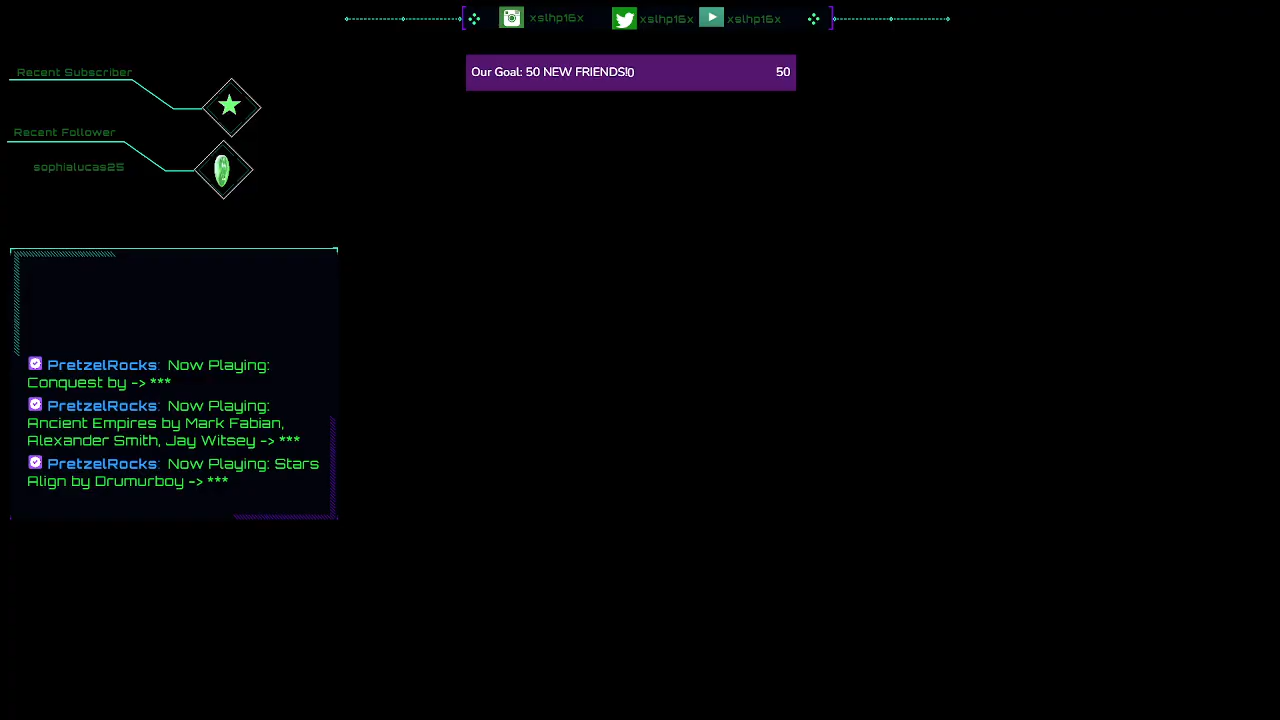 xslhp16x xslhp16x xslhp16x
Our Goal: 50 NEW FRIENDS!0 50
Recent Subscriber
Recent Follower
sophialucas25
PretzelRocks: Now Playing:
Conquest by -> ***
PretzelRocks: Now Playing:
Ancient Empires by Mark Fabian,
Alexander Smith, Jay Witsey -> ***
PretzelRocks: Now Playing: Stars
Align by Drumurboy -> ***